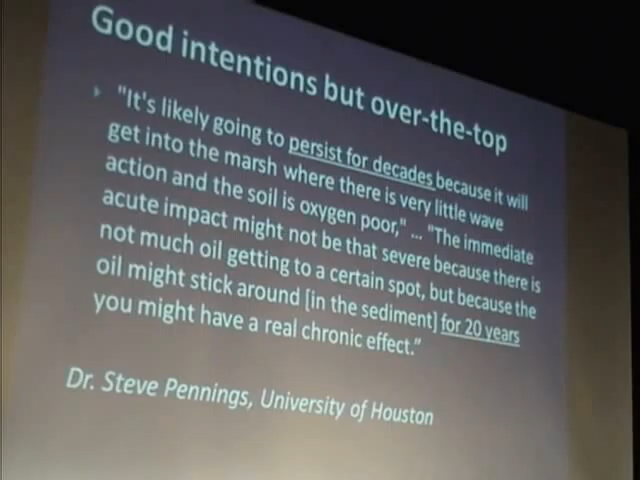 Good intentions but over-the-top
"It's likely going to persist for decades because it will
get into the marsh where there is very little wave
action and the soil is oxygen poor," ... "The immediate
acute impact might not be that severe because there is
not much oil getting to a certain spot, but because the
oil might stick around [in the sediment] for 20 years
you might have a real chronic effect."
Dr. Steve Pennings, University of Houston